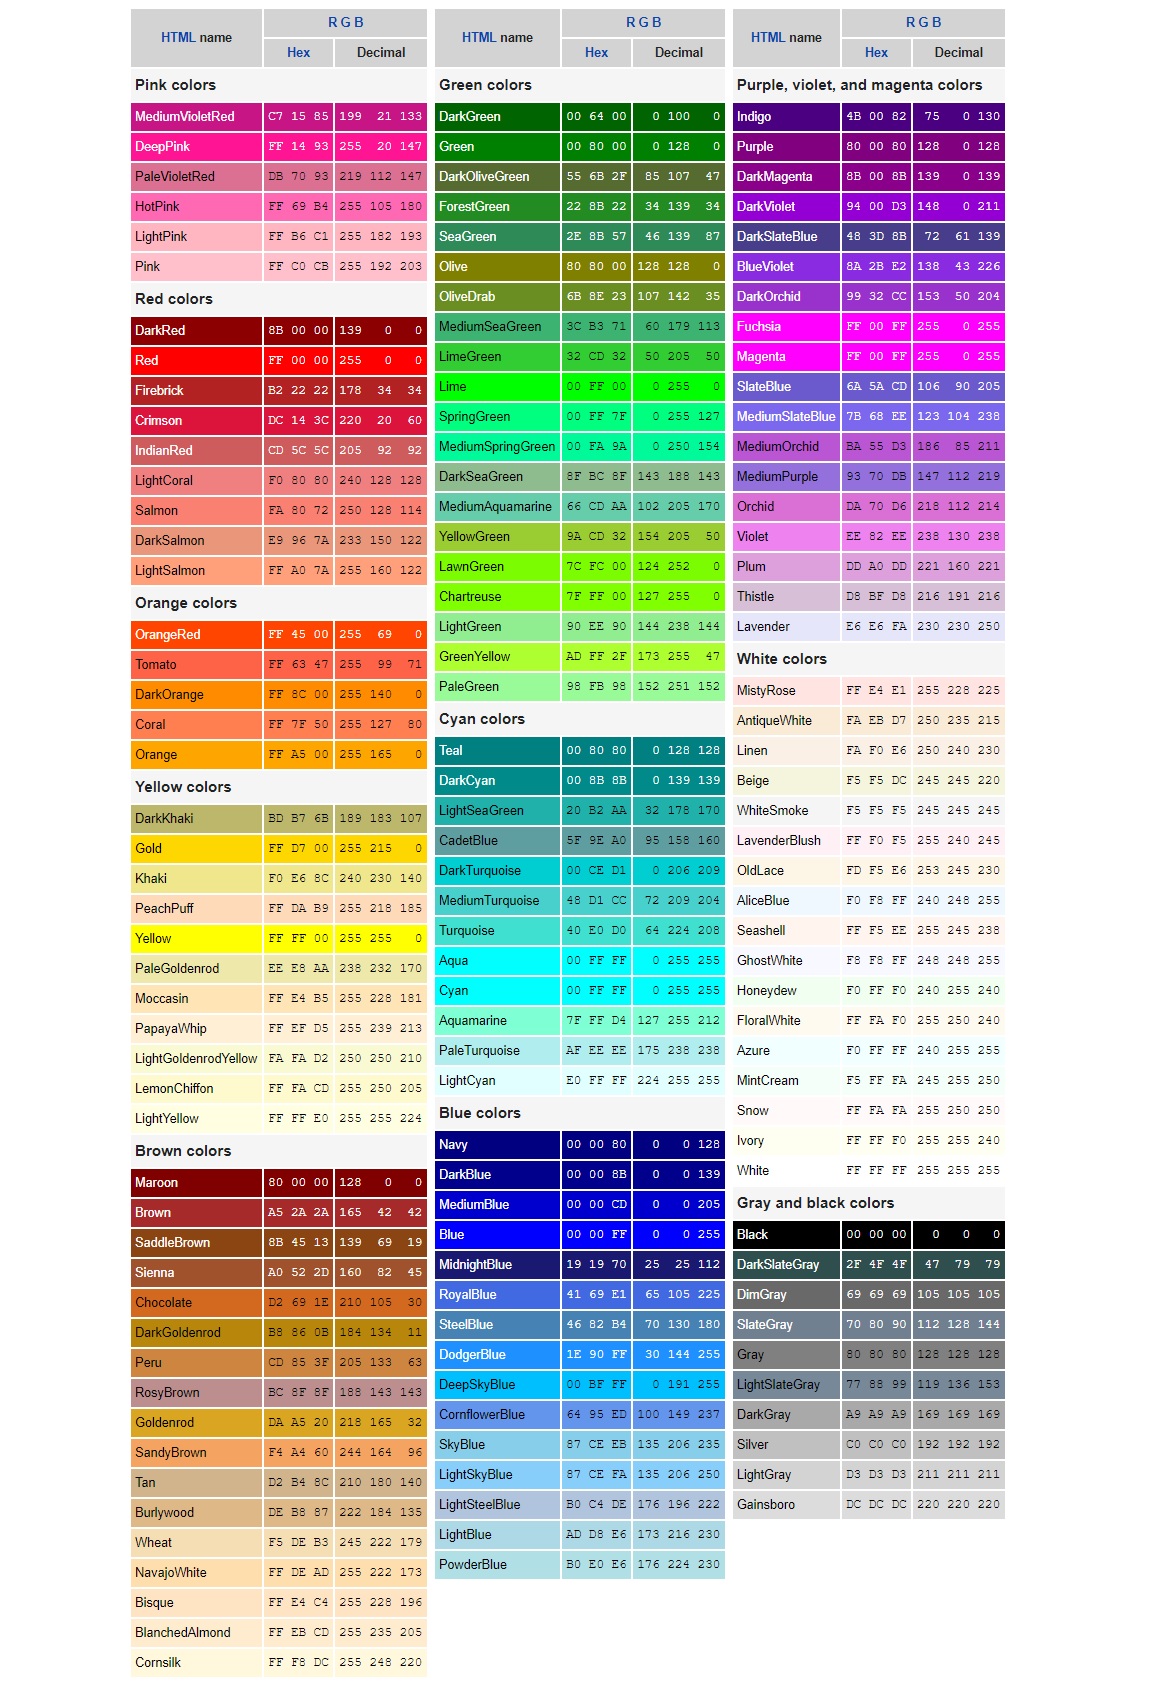 HTML name
R G B
Hex Decimal
Pink colors
MediumVioletRed C7 15 85 199 21 133
DeepPink FF 14 93 255 20 147
PaleVioletRed DB 70 93 219 112 147
HotPink FF 69 B4 255 105 180
LightPink FF B6 C1 255 182 193
Pink FF C0 CB 255 192 203
Red colors
DarkRed 8B 00 00 139 0 0
Red FF 00 00 255 0 0
Firebrick B2 22 22 178 34 34
Crimson DC 14 3C 220 20 60
IndianRed CD 5C 5C 205 92 92
LightCoral F0 80 80 240 128 128
Salmon FA 80 72 250 128 114
DarkSalmon E9 96 7A 233 150 122
LightSalmon FF A0 7A 255 160 122
Orange colors
OrangeRed FF 45 00 255 69 0
Tomato FF 63 47 255 99 71
DarkOrange FF 8C 00 255 140 0
Coral FF 7F 50 255 127 80
Orange FF A5 00 255 165 0
Yellow colors
DarkKhaki BD B7 6B 189 183 107
Gold FF D7 00 255 215 0
Khaki F0 E6 8C 240 230 140
PeachPuff FF DA B9 255 218 185
Yellow FF FF 00 255 255 0
PaleGoldenrod EE E8 AA 238 232 170
Moccasin FF E4 B5 255 228 181
PapayaWhip FF EF D5 255 239 213
LightGoldenrodYellow FA FA D2 250 250 210
LemonChiffon FF FA CD 255 250 205
LightYellow FF FF E0 255 255 224
Brown colors
Maroon 80 00 00 128 0 0
Brown A5 2A 2A 165 42 42
SaddleBrown 8B 45 13 139 69 19
Sienna A0 52 2D 160 82 45
Chocolate D2 69 1E 210 105 30
DarkGoldenrod B8 86 0B 184 134 11
Peru CD 85 3F 205 133 63
RosyBrown BC 8F 8F 188 143 143
Goldenrod DA A5 20 218 165 32
SandyBrown F4 A4 60 244 164 96
Tan D2 B4 8C 210 180 140
Burlywood DE B8 87 222 184 135
Wheat F5 DE B3 245 222 179
NavajoWhite FF DE AD 255 222 173
Bisque FF E4 C4 255 228 196
BlanchedAlmond FF EB CD 255 235 205
Cornsilk FF F8 DC 255 248 220
HTML name
R G B
Hex Decimal
Green colors
DarkGreen 00 64 00 0 100 0
Green 00 80 00 0 128 0
DarkOliveGreen 55 6B 2F 85 107 47
ForestGreen 22 8B 22 34 139 34
SeaGreen 2E 8B 57 46 139 87
Olive 80 80 00 128 128 0
OliveDrab 6B 8E 23 107 142 35
MediumSeaGreen 3C B3 71 60 179 113
LimeGreen 32 CD 32 50 205 50
Lime 00 FF 00 0 255 0
SpringGreen 00 FF 7F 0 255 127
MediumSpringGreen 00 FA 9A 0 250 154
DarkSeaGreen 8F BC 8F 143 188 143
MediumAquamarine 66 CD AA 102 205 170
YellowGreen 9A CD 32 154 205 50
LawnGreen 7C FC 00 124 252 0
Chartreuse 7F FF 00 127 255 0
LightGreen 90 EE 90 144 238 144
GreenYellow AD FF 2F 173 255 47
PaleGreen 98 FB 98 152 251 152
Cyan colors
Teal 00 80 80 0 128 128
DarkCyan 00 8B 8B 0 139 139
LightSeaGreen 20 B2 AA 32 178 170
CadetBlue 5F 9E A0 95 158 160
DarkTurquoise 00 CE D1 0 206 209
MediumTurquoise 48 D1 CC 72 209 204
Turquoise 40 E0 D0 64 224 208
Aqua 00 FF FF 0 255 255
Cyan 00 FF FF 0 255 255
Aquamarine 7F FF D4 127 255 212
PaleTurquoise AF EE EE 175 238 238
LightCyan E0 FF FF 224 255 255
Blue colors
Navy 00 00 80 0 0 128
DarkBlue 00 00 8B 0 0 139
MediumBlue 00 00 CD 0 0 205
Blue 00 00 FF 0 0 255
MidnightBlue 19 19 70 25 25 112
RoyalBlue 41 69 E1 65 105 225
SteelBlue 46 82 B4 70 130 180
DodgerBlue 1E 90 FF 30 144 255
DeepSkyBlue 00 BF FF 0 191 255
CornflowerBlue 64 95 ED 100 149 237
SkyBlue 87 CE EB 135 206 235
LightSkyBlue 87 CE FA 135 206 250
LightSteelBlue B0 C4 DE 176 196 222
LightBlue AD D8 E6 173 216 230
PowderBlue B0 E0 E6 176 224 230
HTML name
R G B
Hex Decimal
Purple, violet, and magenta colors
Indigo 4B 00 82 75 0 130
Purple 80 00 80 128 0 128
DarkMagenta 8B 00 8B 139 0 139
DarkViolet 94 00 D3 148 0 211
DarkSlateBlue 48 3D 8B 72 61 139
BlueViolet 8A 2B E2 138 43 226
DarkOrchid 99 32 CC 153 50 204
Fuchsia FF 00 FF 255 0 255
Magenta FF 00 FF 255 0 255
SlateBlue 6A 5A CD 106 90 205
MediumSlateBlue 7B 68 EE 123 104 238
MediumOrchid BA 55 D3 186 85 211
MediumPurple 93 70 DB 147 112 219
Orchid DA 70 D6 218 112 214
Violet EE 82 EE 238 130 238
Plum DD A0 DD 221 160 221
Thistle D8 BF D8 216 191 216
Lavender E6 E6 FA 230 230 250
White colors
MistyRose FF E4 E1 255 228 225
AntiqueWhite FA EB D7 250 235 215
Linen FA F0 E6 250 240 230
Beige F5 F5 DC 245 245 220
WhiteSmoke F5 F5 F5 245 245 245
LavenderBlush FF F0 F5 255 240 245
OldLace FD F5 E6 253 245 230
AliceBlue F0 F8 FF 240 248 255
Seashell FF F5 EE 255 245 238
GhostWhite F8 F8 FF 248 248 255
Honeydew F0 FF F0 240 255 240
FloralWhite FF FA F0 255 250 240
Azure F0 FF FF 240 255 255
MintCream F5 FF FA 245 255 250
Snow FF FA FA 255 250 250
Ivory FF FF F0 255 255 240
White FF FF FF 255 255 255
Gray and black colors
Black 00 00 00 0 0 0
DarkSlateGray 2F 4F 4F 47 79 79
DimGray 69 69 69 105 105 105
SlateGray 70 80 90 112 128 144
Gray 80 80 80 128 128 128
LightSlateGray 77 88 99 119 136 153
DarkGray A9 A9 A9 169 169 169
Silver C0 C0 C0 192 192 192
LightGray D3 D3 D3 211 211 211
Gainsboro DC DC DC 220 220 220